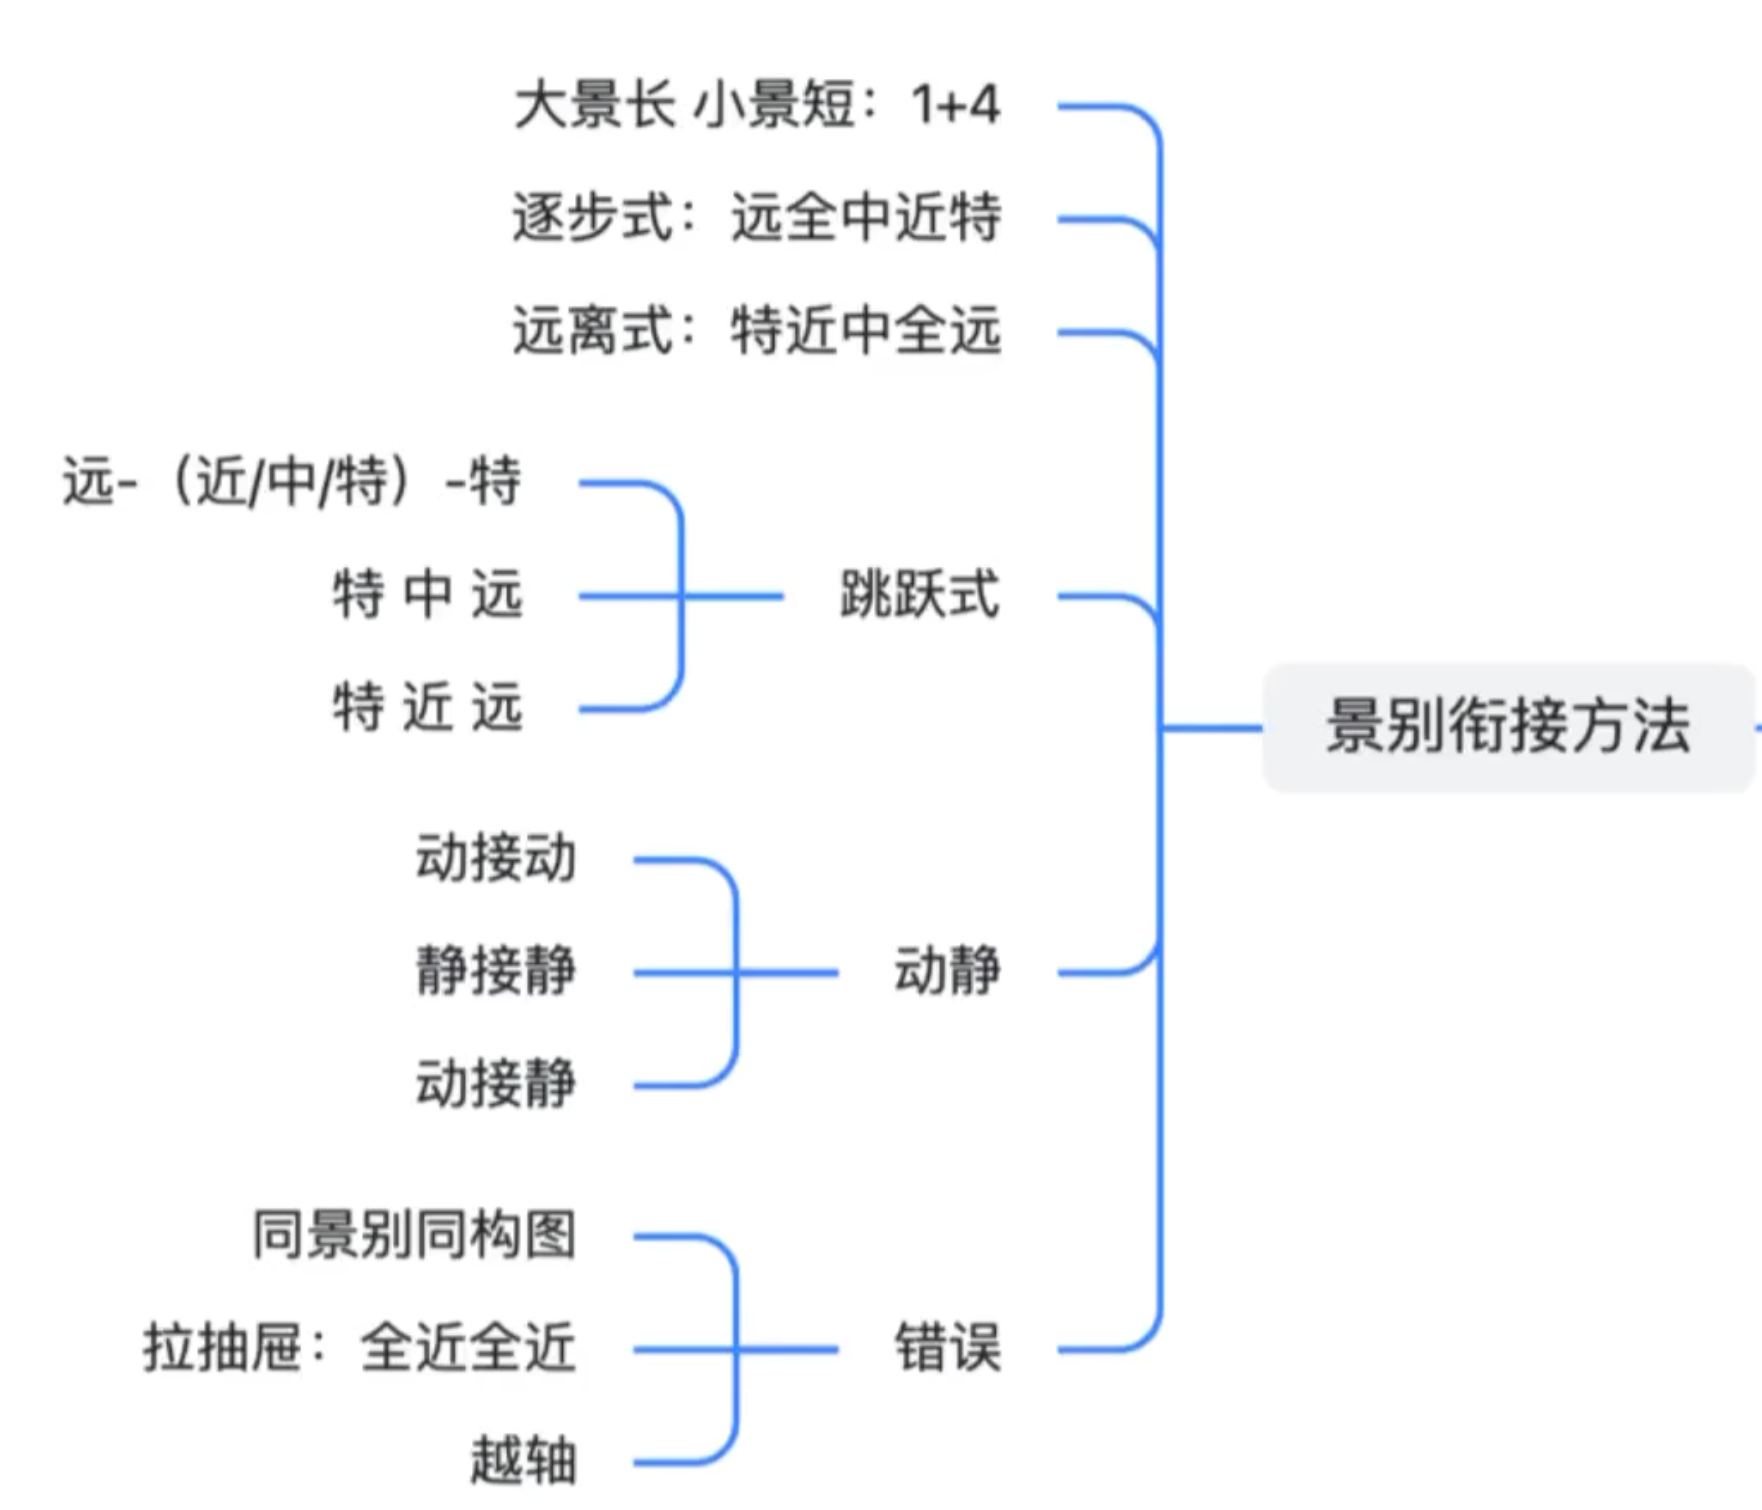 大景长 小景短：1+4
逐步式：远全中近特
远离式：特近中全远
远-（近/中/特）-特
特 中 远
特 近 远
跳跃式
动接动
静接静
动接静
动静
同景别同构图
拉抽屉：全近全近
越轴
错误
景别衔接方法